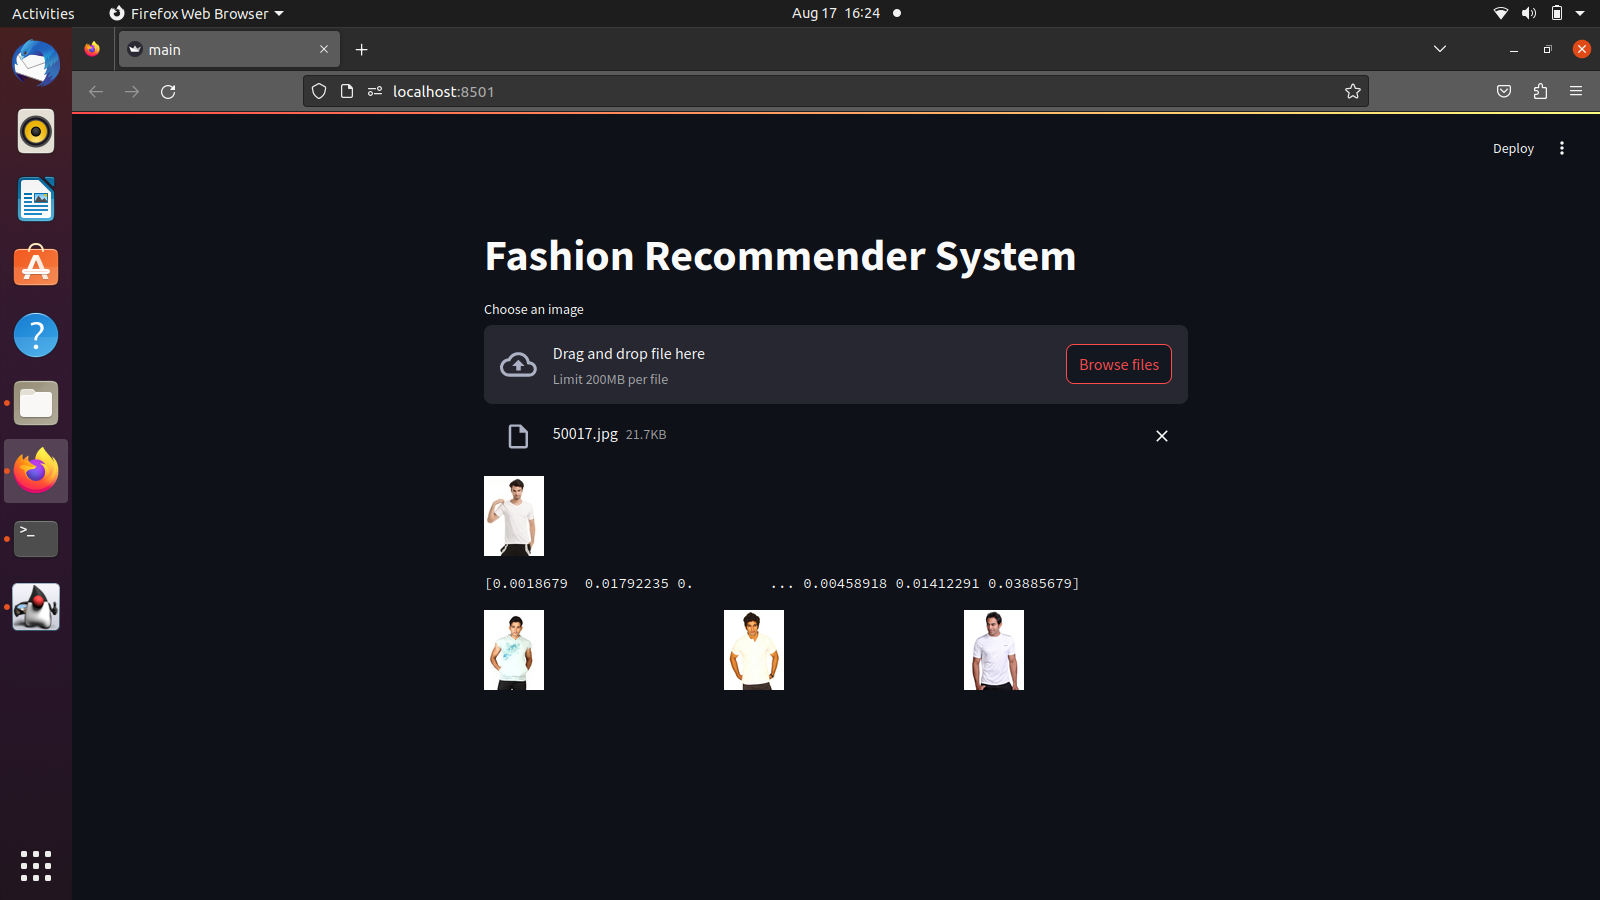 Activities
Firefox Web Browser
Aug 17 16:24
main
localhost:8501
Deploy
Fashion Recommender System
Choose an image
Drag and drop file here
Limit 200MB per file
Browse files
50017.jpg 21.7KB
[0.0018679  0.01792235 0.         ... 0.00458918 0.01412291 0.03885679]